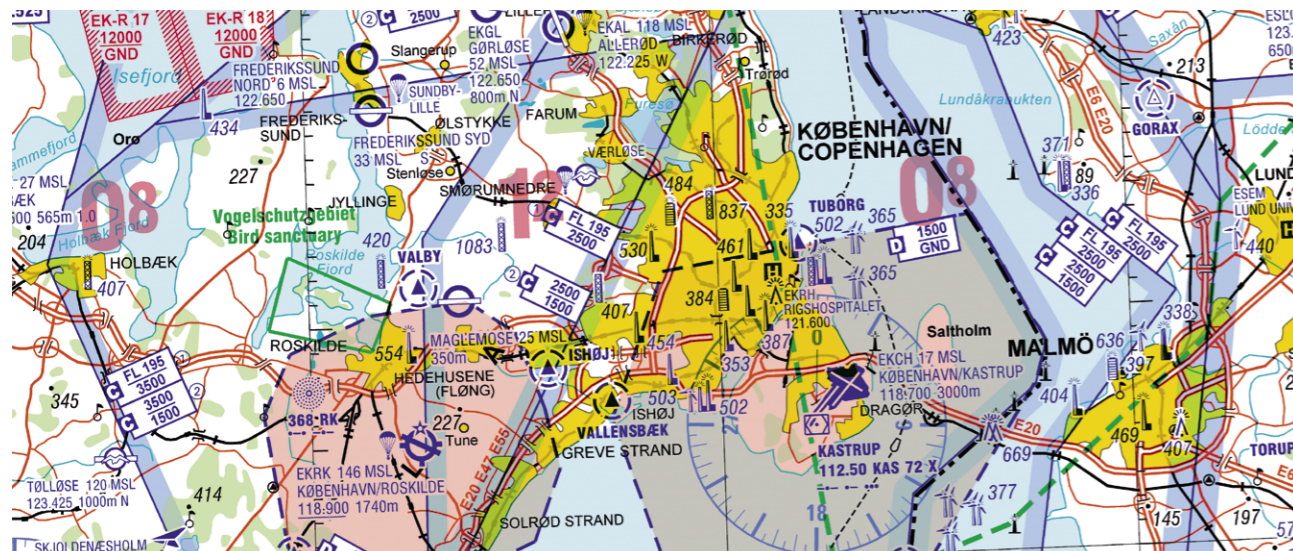 .525
EK-R 17
12000
GND
EK-R 18
12000
GND
Isefjord
434
Orø
227
204
08
Holbæk Fjord
HOLBÆK
407
27 MSL
565m 1.0
FREDERIKSSUND
NORD 6 MSL
122.650
FREDERIKS-
SUND
2500
C
Slangerup
SUNDBY-
LILLE
ØLSTYKKE
FREDERIKSSUND SYD
33 MSL
Stenløse
SMØRUMNEDRE
JYLLINGE
EKGL
GØRLØSE
52 MSL
122.650
800m N
FARUM
VÆRLØSE
EKAL 118 MSL
ALLERØD
122.225 W
BIRKERØD
Trørød
Furesø
Vogelschutzgebiet
Bird sanctuary
Roskilde
Fjord
420
1083
VALBY
C
FL 195
2500
C
2500
1500
484
837
335
530
461
384
407
454
353
387
503
502
KØBENHAVN/
COPENHAGEN
08
TUBORG
502
365
365
D
1500
GND
EKRH
RIGSHOSPITALET
121.600
Lundåkrabukten
423
Saxån
213
E6 E20
GORAX
371
89
336
Lödde
LUND
ESEM
LUND UNIV
440
C
FL 195
2500
C
2500
1500
338
636
397
MALMÖ
404
469
407
Saltholm
EKCH 17 MSL
KØBENHAVN/KASTRUP
118.700 3000m
DRAGØR
KASTRUP
112.50 KAS 72 X
0
6
18
21
E20
669
377
TORUP
E6
145
197
ROSKILDE
554
MAGLEMOSE 25 MSL
350m
HEDEHUSENE
(FLØNG)
ISHØJ
ISHØJ
VALLENSBÆK
GREVE STRAND
368 RK
227
Tune
EKRK 146 MSL
KØBENHAVN/ROSKILDE
118.900 1740m
E20 E47 E55
SOLRØD STRAND
345
C
FL 195
3500
C
3500
1500
TØLLØSE 120 MSL
123.425 1000m N
414
SKJOLDENÆSHOLM